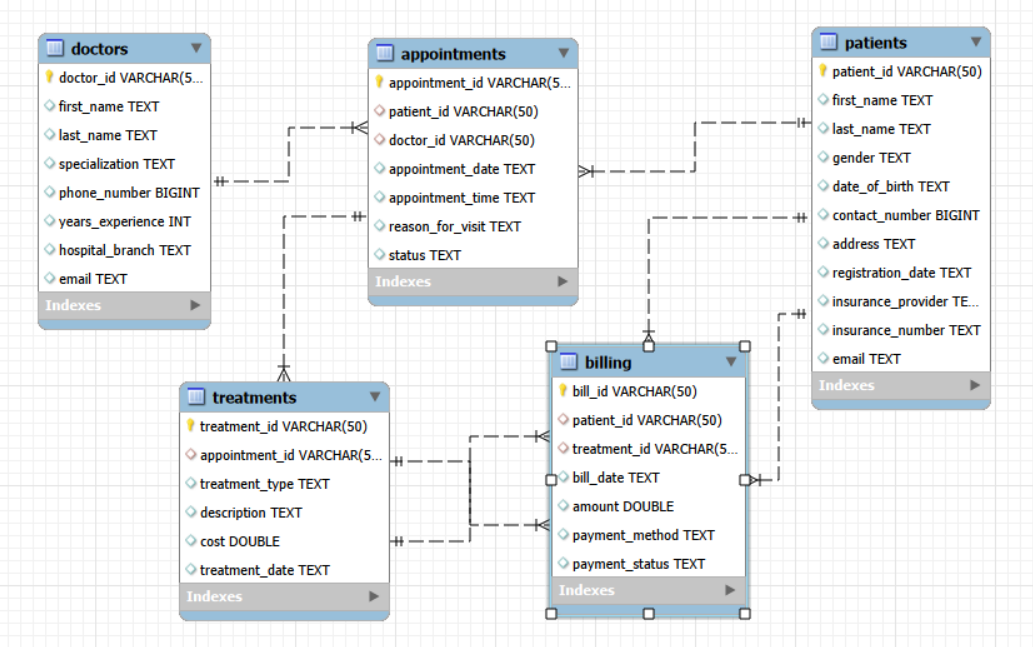 doctors
doctor_id VARCHAR(5...
first_name TEXT
last_name TEXT
specialization TEXT
phone_number BIGINT
years_experience INT
hospital_branch TEXT
email TEXT
Indexes
appointments
appointment_id VARCHAR(5...
patient_id VARCHAR(50)
doctor_id VARCHAR(50)
appointment_date TEXT
appointment_time TEXT
reason_for_visit TEXT
status TEXT
Indexes
patients
patient_id VARCHAR(50)
first_name TEXT
last_name TEXT
gender TEXT
date_of_birth TEXT
contact_number BIGINT
address TEXT
registration_date TEXT
insurance_provider TE...
insurance_number TEXT
email TEXT
Indexes
treatments
treatment_id VARCHAR(50)
appointment_id VARCHAR(5...
treatment_type TEXT
description TEXT
cost DOUBLE
treatment_date TEXT
Indexes
billing
bill_id VARCHAR(50)
patient_id VARCHAR(50)
treatment_id VARCHAR(5...
bill_date TEXT
amount DOUBLE
payment_method TEXT
payment_status TEXT
Indexes